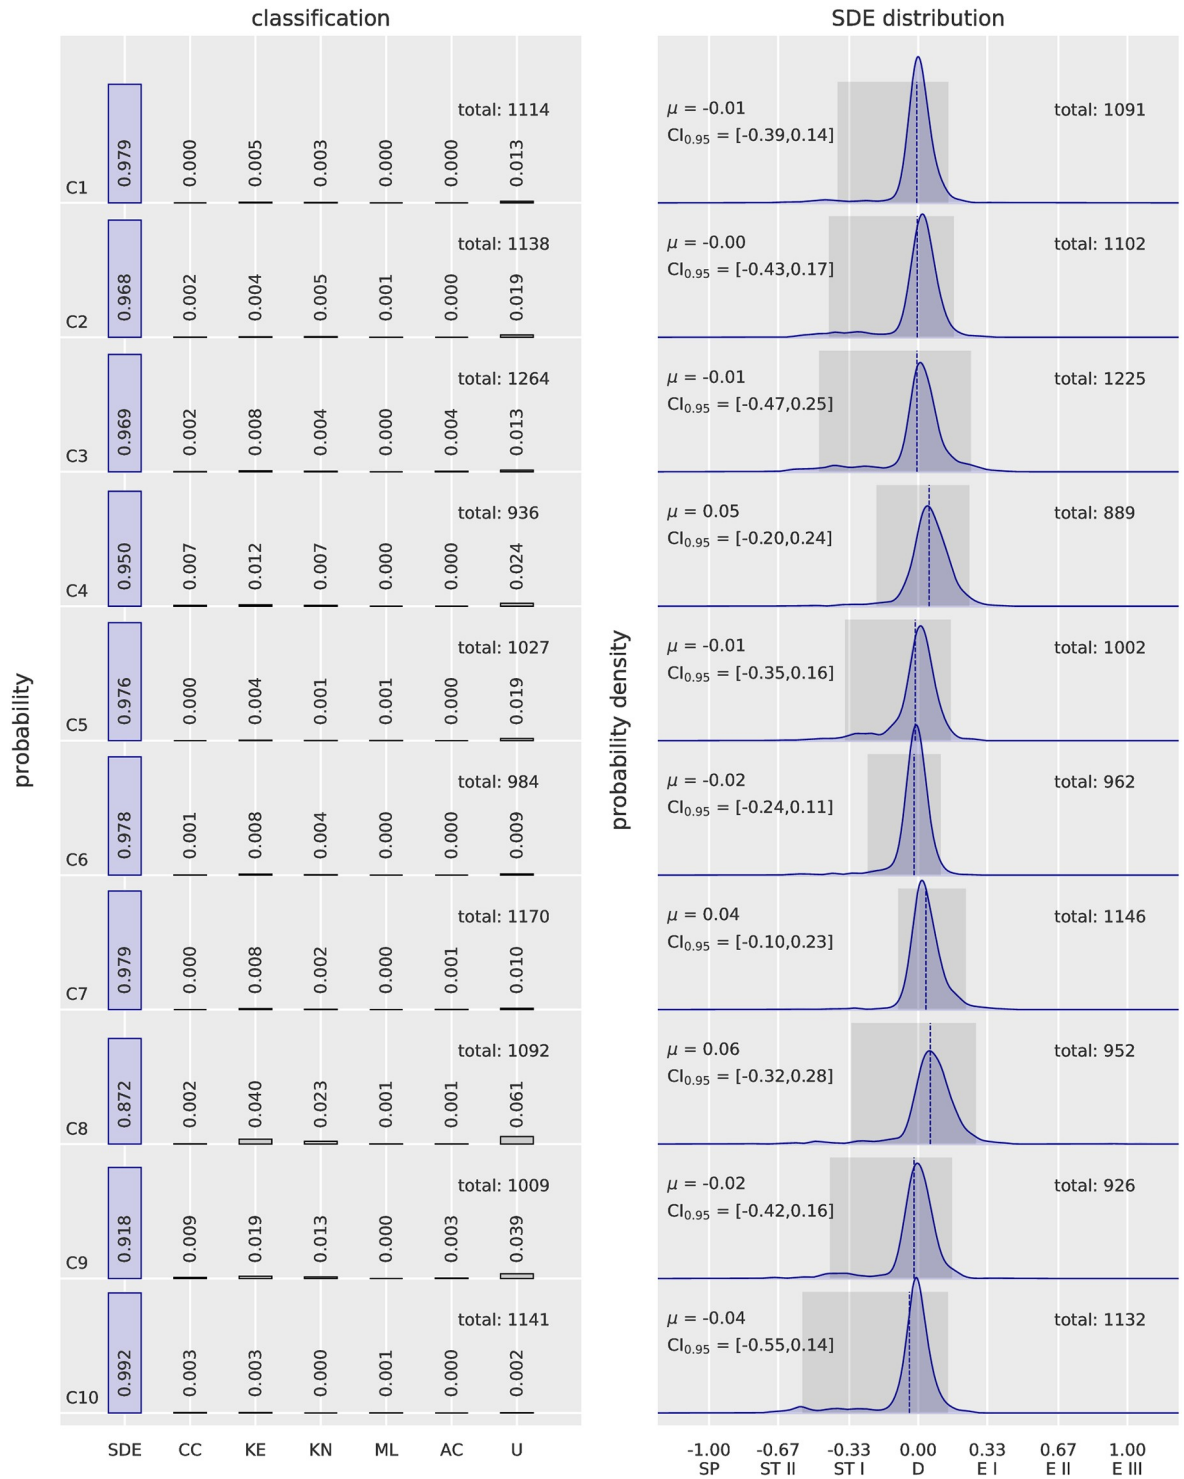 classification
SDE distribution
probability
probability density
total: 1114
0.979 0.000 0.005 0.003 0.000 0.000 0.013
C1
μ = -0.01
CI0.95 = [-0.39,0.14]
total: 1091
total: 1138
0.968 0.002 0.004 0.005 0.001 0.000 0.019
C2
μ = -0.00
CI0.95 = [-0.43,0.17]
total: 1102
total: 1264
0.969 0.002 0.008 0.004 0.000 0.004 0.013
C3
μ = -0.01
CI0.95 = [-0.47,0.25]
total: 1225
total: 936
0.950 0.007 0.012 0.007 0.000 0.000 0.024
C4
μ = 0.05
CI0.95 = [-0.20,0.24]
total: 889
total: 1027
0.976 0.000 0.004 0.001 0.001 0.000 0.019
C5
μ = -0.01
CI0.95 = [-0.35,0.16]
total: 1002
total: 984
0.978 0.001 0.008 0.004 0.000 0.000 0.009
C6
μ = -0.02
CI0.95 = [-0.24,0.11]
total: 962
total: 1170
0.979 0.000 0.008 0.002 0.000 0.001 0.010
C7
μ = 0.04
CI0.95 = [-0.10,0.23]
total: 1146
total: 1092
0.872 0.002 0.040 0.023 0.001 0.001 0.061
C8
μ = 0.06
CI0.95 = [-0.32,0.28]
total: 952
total: 1009
0.918 0.009 0.019 0.013 0.000 0.003 0.039
C9
μ = -0.02
CI0.95 = [-0.42,0.16]
total: 926
total: 1141
0.992 0.003 0.003 0.000 0.001 0.000 0.002
C10
μ = -0.04
CI0.95 = [-0.55,0.14]
total: 1132
SDE CC KE KN ML AC U
-1.00 -0.67 -0.33 0.00 0.33 0.67 1.00
SP ST II ST I D E I E II E III